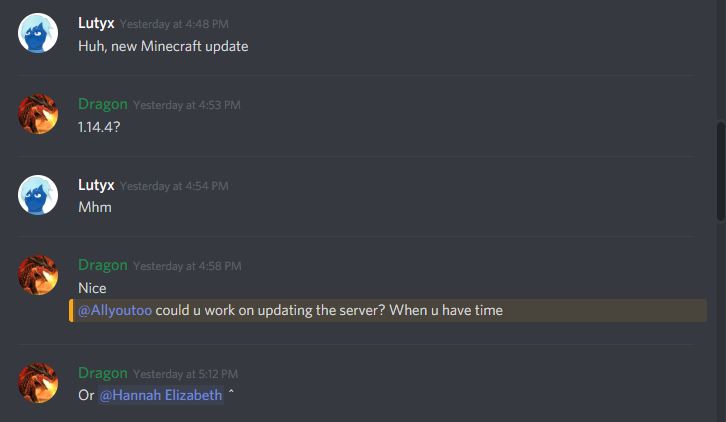 Lutyx Yesterday at 4:48 PM
Huh, new Minecraft update
Dragon Yesterday at 4:53 PM
1.14.4?
Lutyx Yesterday at 4:54 PM
Mhm
Dragon Yesterday at 4:58 PM
Nice
@Allyoutoo could u work on updating the server? When u have time
Dragon Yesterday at 5:12 PM
Or @Hannah Elizabeth ^